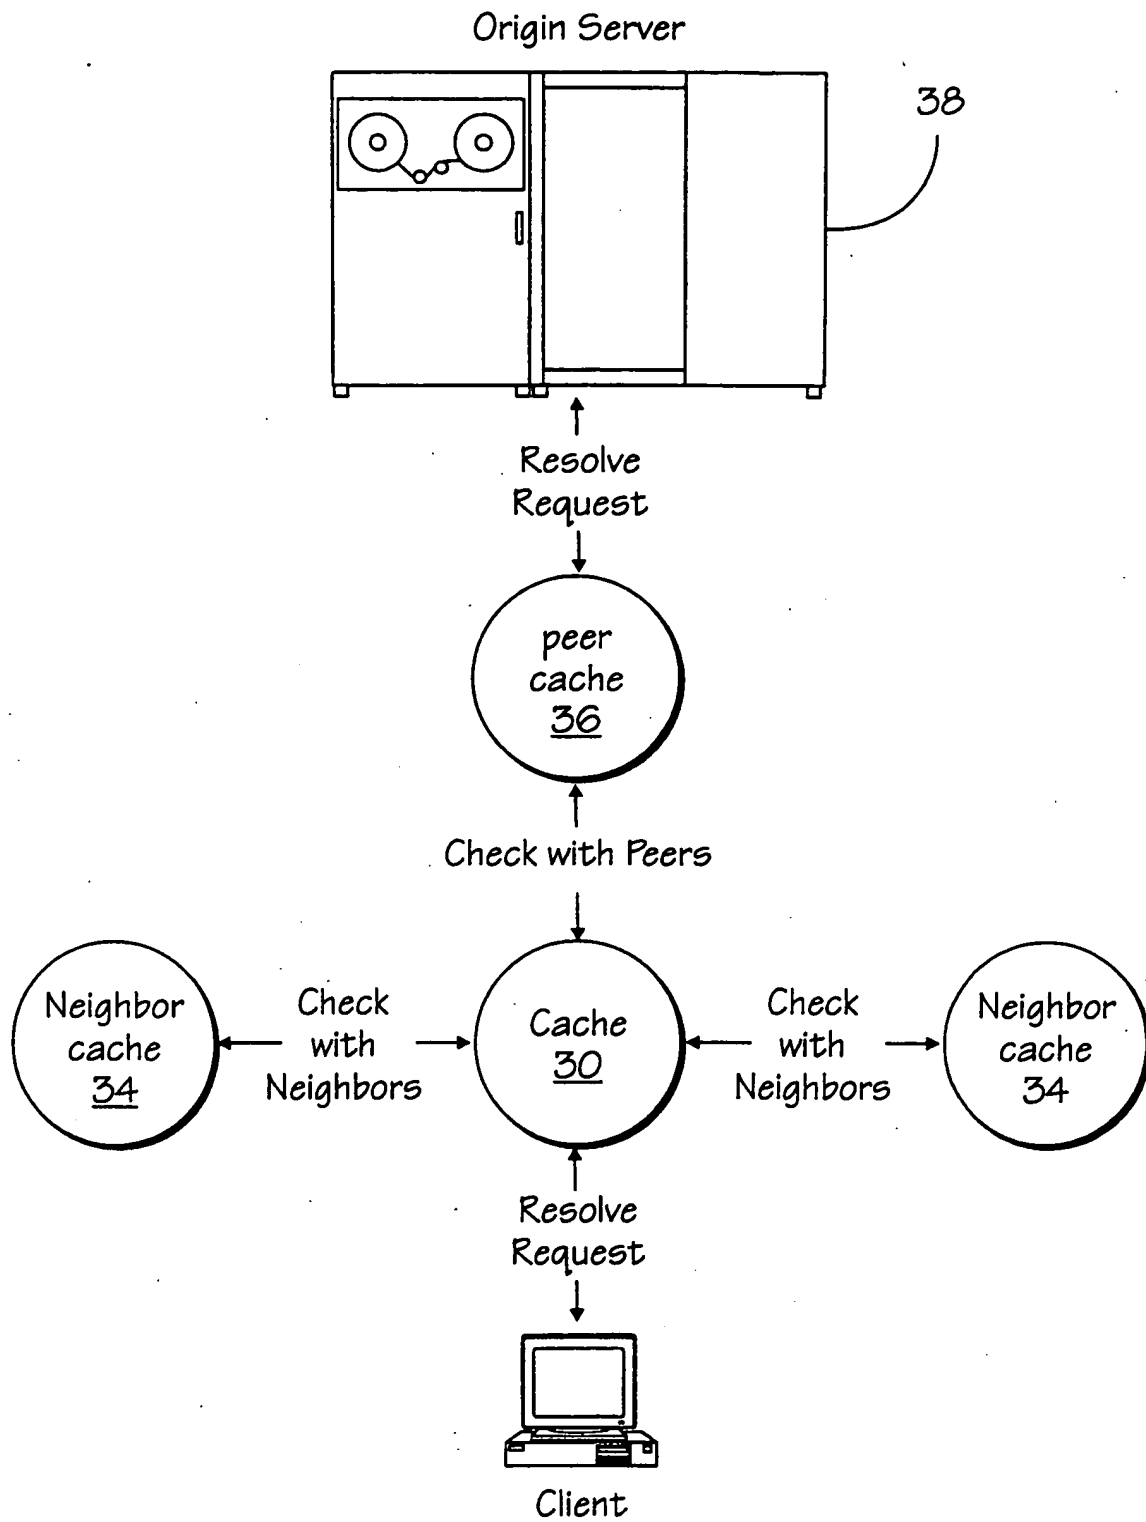 Origin Server
38
Resolve
Request
peer
cache
36
Check with Peers
Neighbor
cache
34
Check
with
Neighbors
Cache
30
Check
with
Neighbors
Neighbor
cache
34
Resolve
Request
Client